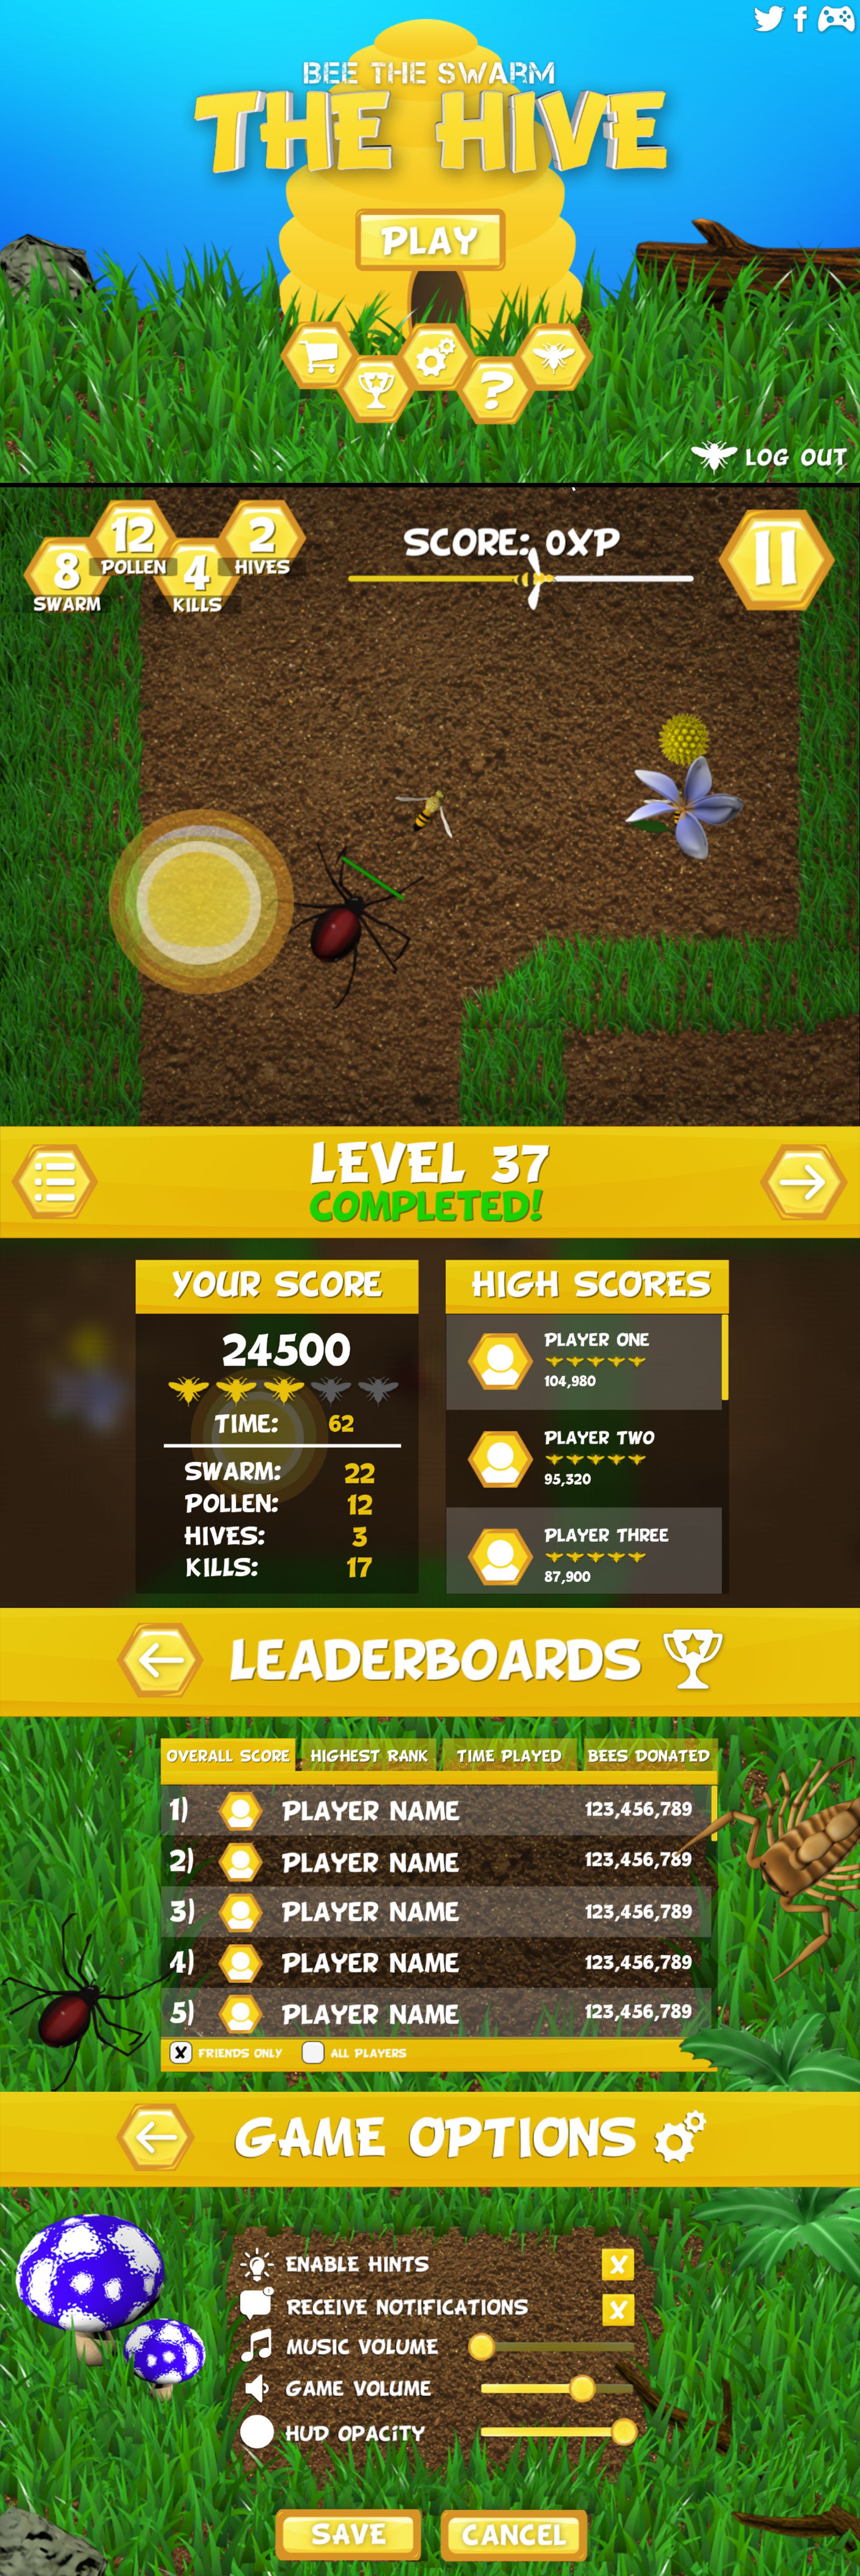 BEE THE SWARM
THE HIVE
PLAY
?
LOG OUT
8
SWARM
12
POLLEN
4
KILLS
2
HIVES
SCORE: 0XP
LEVEL 37
COMPLETED!
YOUR SCORE
24500
TIME: 62
SWARM: 22
POLLEN: 12
HIVES: 3
KILLS: 17
HIGH SCORES
PLAYER ONE
104,980
PLAYER TWO
95,320
PLAYER THREE
87,900
LEADERBOARDS
OVERALL SCORE HIGHEST RANK TIME PLAYED BEES DONATED
1) PLAYER NAME 123,456,789
2) PLAYER NAME 123,456,789
3) PLAYER NAME 123,456,789
4) PLAYER NAME 123,456,789
5) PLAYER NAME 123,456,789
X FRIENDS ONLY ALL PLAYERS
GAME OPTIONS
ENABLE HINTS X
RECEIVE NOTIFICATIONS X
MUSIC VOLUME
GAME VOLUME
HUD OPACITY
SAVE CANCEL